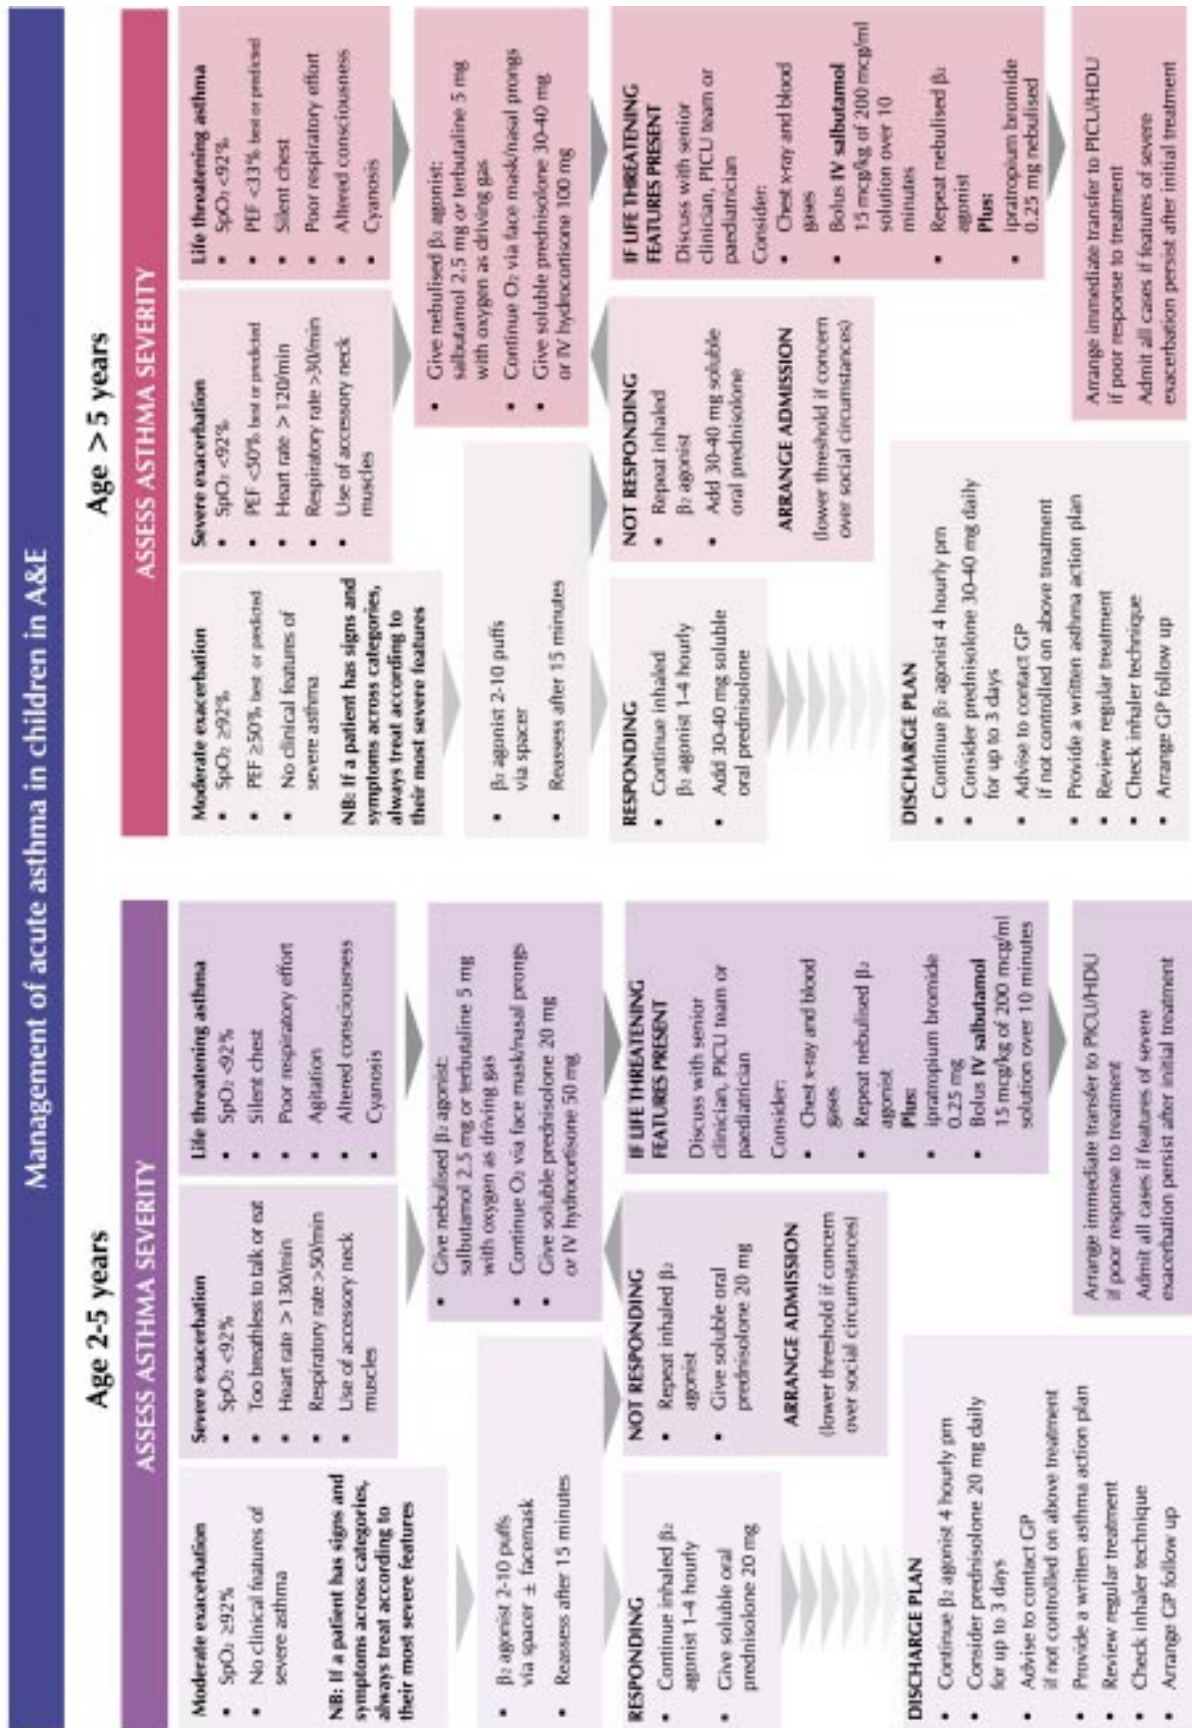 Management of acute asthma in children in A&E
Age 2-5 years
ASSESS ASTHMA SEVERITY
Moderate exacerbation
▪ SpO₂ ≥92%
▪ No clinical features of
severe asthma
NB: If a patient has signs and
symptoms across categories,
always treat according to
their most severe features
Severe exacerbation
▪ SpO₂ <92%
▪ Too breathless to talk or eat
▪ Heart rate >130/min
▪ Respiratory rate >50/min
▪ Use of accessory neck
muscles
Life threatening asthma
▪ SpO₂ <92%
▪ Silent chest
▪ Poor respiratory effort
▪ Agitation
▪ Altered consciousness
▪ Cyanosis
▪ β₂ agonist 2-10 puffs
via spacer ± facemask
▪ Reassess after 15 minutes
▪ Give nebulised β₂ agonist:
salbutamol 2.5 mg or terbutaline 5 mg
with oxygen as driving gas
▪ Continue O₂ via face mask/nasal prongs
▪ Give soluble prednisolone 20 mg
or IV hydrocortisone 50 mg
RESPONDING
▪ Continue inhaled β₂
agonist 1-4 hourly
▪ Give soluble oral
prednisolone 20 mg
NOT RESPONDING
▪ Repeat inhaled β₂
agonist
▪ Give soluble oral
prednisolone 20 mg
ARRANGE ADMISSION
(lower threshold if concern
over social circumstances)
IF LIFE THREATENING
FEATURES PRESENT
Discuss with senior
clinician, PICU team or
paediatrician
Consider:
▪ Chest x-ray and blood
gases
▪ Repeat nebulised β₂
agonist
Plus:
▪ ipratropium bromide
0.25 mg
▪ Bolus IV salbutamol
15 mcg/kg of 200 mcg/ml
solution over 10 minutes
DISCHARGE PLAN
▪ Continue β₂ agonist 4 hourly prn
▪ Consider prednisolone 20 mg daily
for up to 3 days
▪ Advise to contact GP
if not controlled on above treatment
▪ Provide a written asthma action plan
▪ Review regular treatment
▪ Check inhaler technique
▪ Arrange GP follow up
Arrange immediate transfer to PICU/HDU
if poor response to treatment
Admit all cases if features of severe
exacerbation persist after initial treatment
Age >5 years
ASSESS ASTHMA SEVERITY
Moderate exacerbation
▪ SpO₂ ≥92%
▪ PEF ≥50% best or predicted
▪ No clinical features of
severe asthma
NB: If a patient has signs and
symptoms across categories,
always treat according to
their most severe features
Severe exacerbation
▪ SpO₂ <92%
▪ PEF <50% best or predicted
▪ Heart rate >120/min
▪ Respiratory rate >30/min
▪ Use of accessory neck
muscles
Life threatening asthma
▪ SpO₂ <92%
▪ PEF <33% best or predicted
▪ Silent chest
▪ Poor respiratory effort
▪ Altered consciousness
▪ Cyanosis
▪ β₂ agonist 2-10 puffs
via spacer
▪ Reassess after 15 minutes
▪ Give nebulised β₂ agonist:
salbutamol 2.5 mg or terbutaline 5 mg
with oxygen as driving gas
▪ Continue O₂ via face mask/nasal prongs
▪ Give soluble prednisolone 30-40 mg
or IV hydrocortisone 100 mg
RESPONDING
▪ Continue inhaled
β₂ agonist 1-4 hourly
▪ Add 30-40 mg soluble
oral prednisolone
NOT RESPONDING
▪ Repeat inhaled
β₂ agonist
▪ Add 30-40 mg soluble
oral prednisolone
ARRANGE ADMISSION
(lower threshold if concern
over social circumstances)
IF LIFE THREATENING
FEATURES PRESENT
Discuss with senior
clinician, PICU team or
paediatrician
Consider:
▪ Chest x-ray and blood
gases
▪ Bolus IV salbutamol
15 mcg/kg of 200 mcg/ml
solution over 10
minutes
▪ Repeat nebulised β₂
agonist
Plus:
▪ ipratropium bromide
0.25 mg nebulised
DISCHARGE PLAN
▪ Continue β₂ agonist 4 hourly prn
▪ Consider prednisolone 30-40 mg daily
for up to 3 days
▪ Advise to contact GP
if not controlled on above treatment
▪ Provide a written asthma action plan
▪ Review regular treatment
▪ Check inhaler technique
▪ Arrange GP follow up
Arrange immediate transfer to PICU/HDU
if poor response to treatment
Admit all cases if features of severe
exacerbation persist after initial treatment